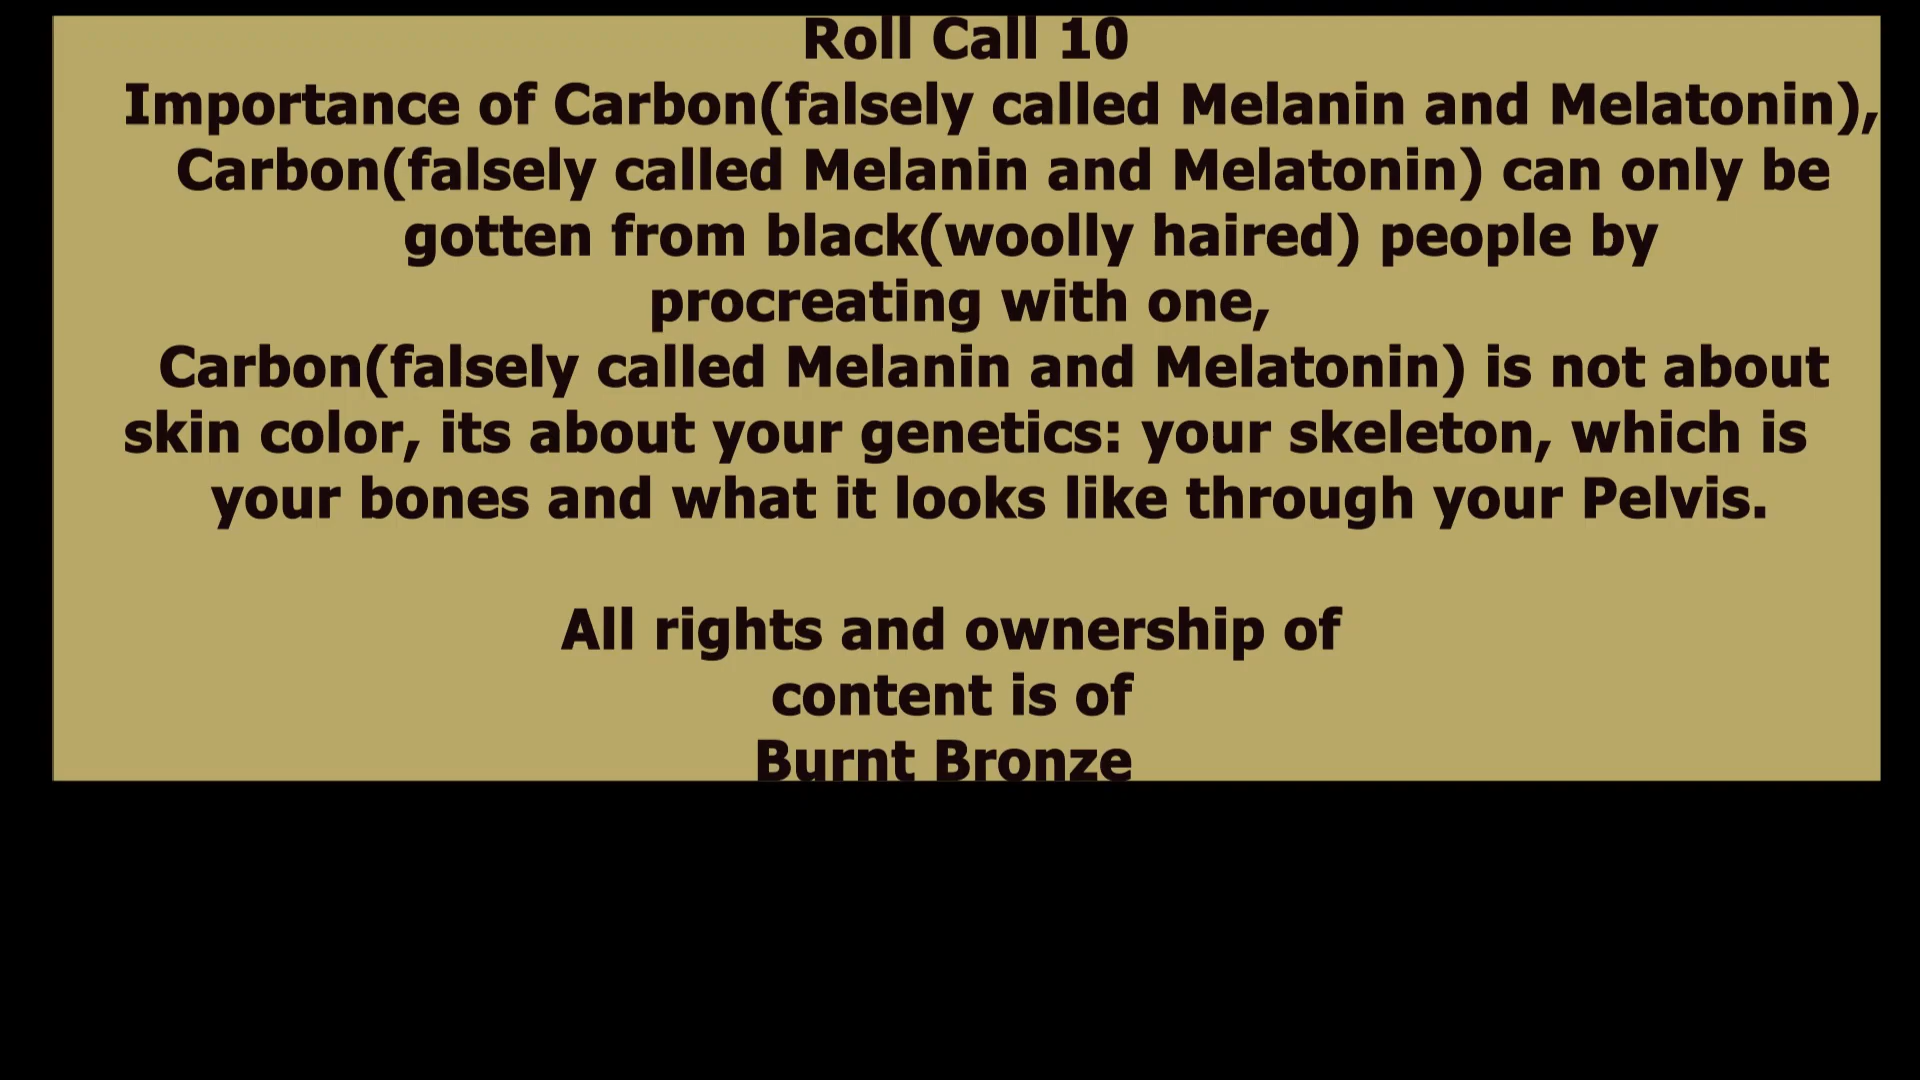 Roll Call 10
Importance of Carbon(falsely called Melanin and Melatonin),
Carbon(falsely called Melanin and Melatonin) can only be
gotten from black(woolly haired) people by
procreating with one,
Carbon(falsely called Melanin and Melatonin) is not about
skin color, its about your genetics: your skeleton, which is
your bones and what it looks like through your Pelvis.
All rights and ownership of
content is of
Burnt Bronze